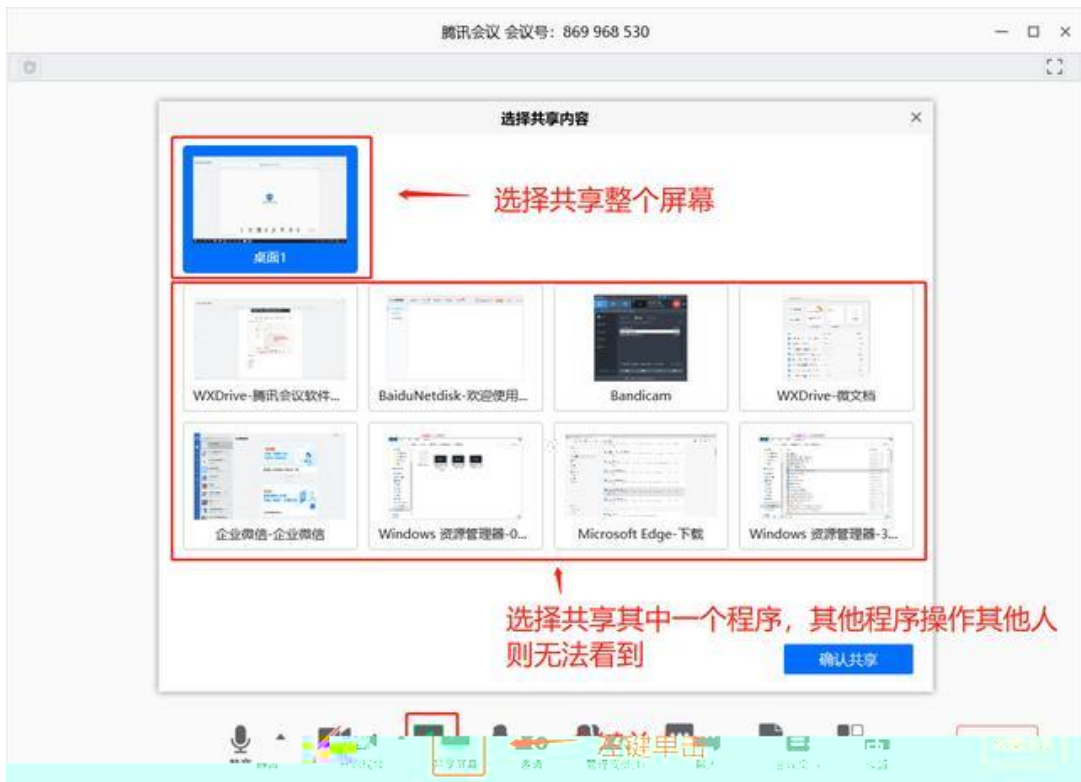 腾讯会议 会议号：869 968 530
选择共享内容
选择共享整个屏幕
桌面1
WXDrive-腾讯会议软件...
BaiduNetdisk-欢迎使用...
Bandicam
WXDrive-微文档
企业微信-企业微信
Windows 资源管理器-0...
Microsoft Edge-下载
Windows 资源管理器-3...
选择共享其中一个程序，其他程序操作其他人
则无法看到
确认共享
左键单击
共享屏幕
邀请